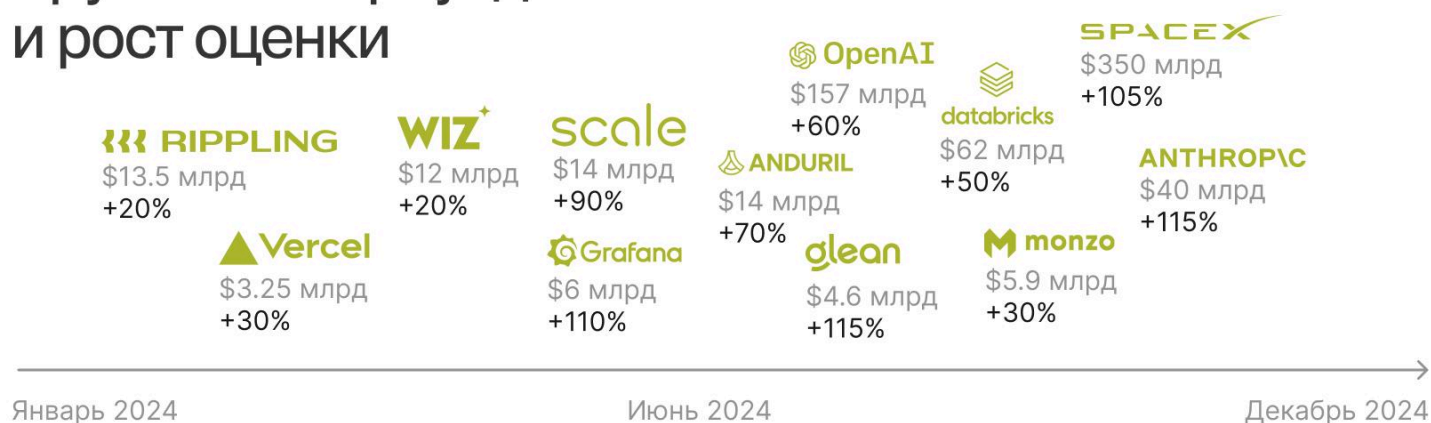 и рост оценки
RIPPLING
$13.5 млрд
+20%
Vercel
$3.25 млрд
+30%
WIZ
$12 млрд
+20%
scale
$14 млрд
+90%
Grafana
$6 млрд
+110%
ANDURIL
$14 млрд
+70%
OpenAI
$157 млрд
+60%
glean
$4.6 млрд
+115%
databricks
$62 млрд
+50%
monzo
$5.9 млрд
+30%
SPACEX
$350 млрд
+105%
ANTHROP\C
$40 млрд
+115%
Январь 2024
Июнь 2024
Декабрь 2024